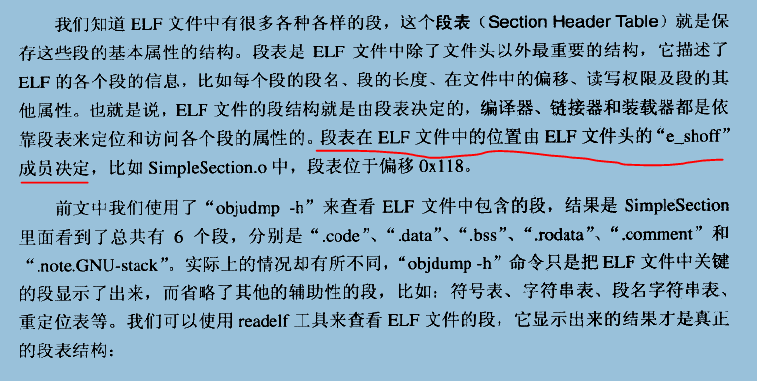 我们知道 ELF 文件中有很多各种各样的段，这个段表（Section Header Table）就是保
存这些段的基本属性的结构。段表是 ELF 文件中除了文件头以外最重要的结构，它描述了
ELF 的各个段的信息，比如每个段的段名、段的长度、在文件中的偏移、读写权限及段的其
他属性。也就是说，ELF 文件的段结构就是由段表决定的，编译器、链接器和装载器都是依
靠段表来定位和访问各个段的属性的。段表在 ELF 文件中的位置由 ELF 文件头的“e_shoff”
成员决定，比如 SimpleSection.o 中，段表位于偏移 0x118。
前文中我们使用了“objudmp -h”来查看 ELF 文件中包含的段，结果是 SimpleSection
里面看到了总共有 6 个段，分别是“.code”、“.data”、“.bss”、“.rodata”、“.comment”和
“.note.GNU-stack”。实际上的情况却有所不同，“objdump -h”命令只是把 ELF 文件中关键
的段显示了出来，而省略了其他的辅助性的段，比如：符号表、字符串表、段名字符串表、
重定位表等。我们可以使用 readelf 工具来查看 ELF 文件的段，它显示出来的结果才是真正
的段表结构：